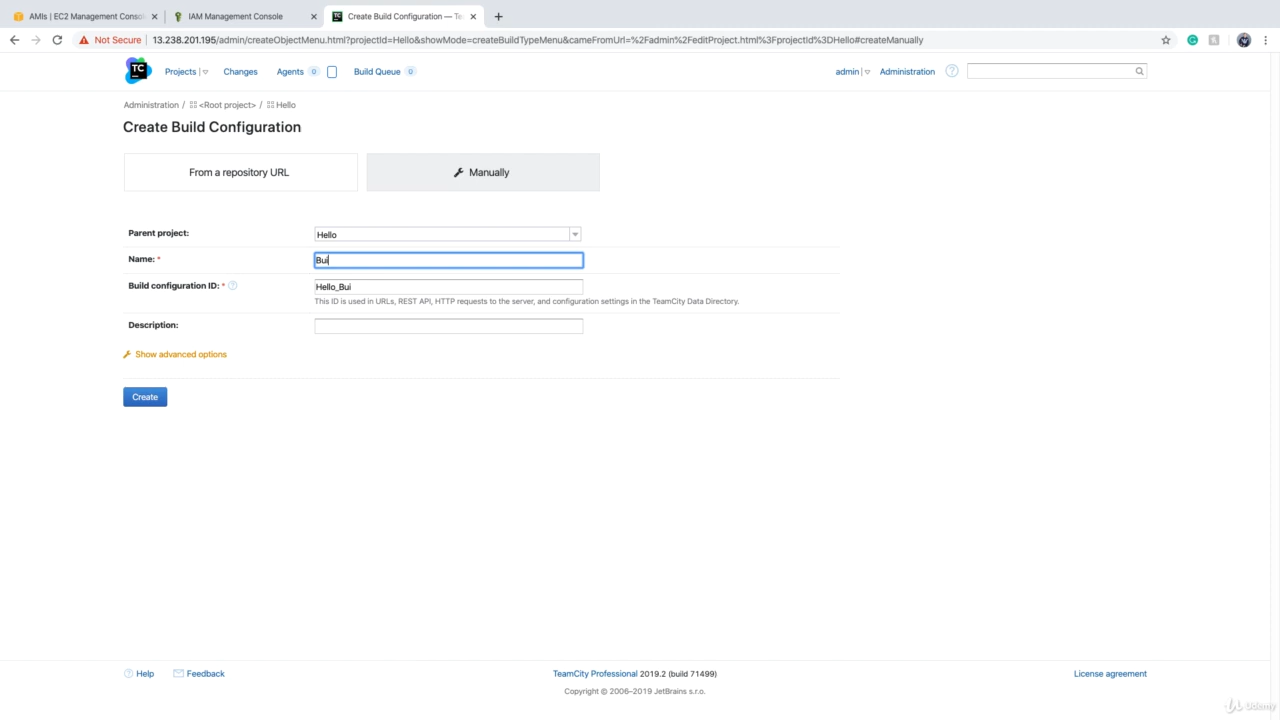 AMIs | EC2 Management Consol
IAM Management Console
Create Build Configuration — Te
Not Secure
13.238.201.195/admin/createObjectMenu.html?projectId=Hello&showMode=createBuildTypeMenu&cameFromUrl=%2Fadmin%2FeditProject.html%3FprojectId%3DHello#createManually
TC
Projects
Changes
Agents 0
Build Queue 0
admin
Administration
Administration / <Root project> / Hello
Create Build Configuration
From a repository URL
Manually
Parent project:
Hello
Name: *
Bui
Build configuration ID: *
Hello_Bui
This ID is used in URLs, REST API, HTTP requests to the server, and configuration settings in the TeamCity Data Directory.
Description:
Show advanced options
Create
Help
Feedback
TeamCity Professional 2019.2 (build 71499)
License agreement
Copyright © 2006–2019 JetBrains s.r.o.
Udemy